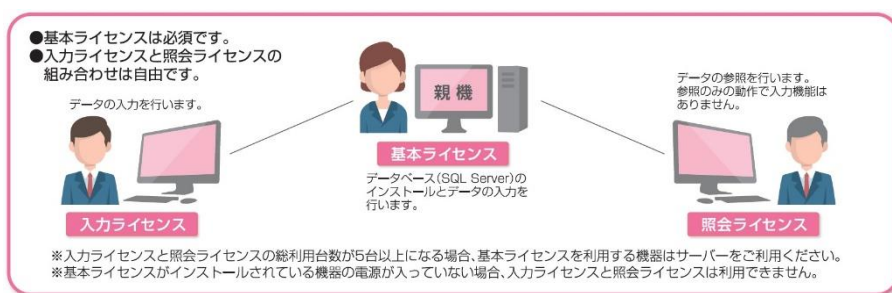 ●基本ライセンスは必須です。
●入力ライセンスと照会ライセンスの
組み合わせは自由です。
データの入力を行います。
入力ライセンス
親機
基本ライセンス
データベース(SQL Server)の
インストールとデータの入力を
行います。
データの参照を行います。
参照のみの動作で入力機能は
ありません。
照会ライセンス
※入力ライセンスと照会ライセンスの総利用台数が5台以上になる場合、基本ライセンスを利用する機器はサーバーをご利用ください。
※基本ライセンスがインストールされている機器の電源が入っていない場合、入力ライセンスと照会ライセンスは利用できません。